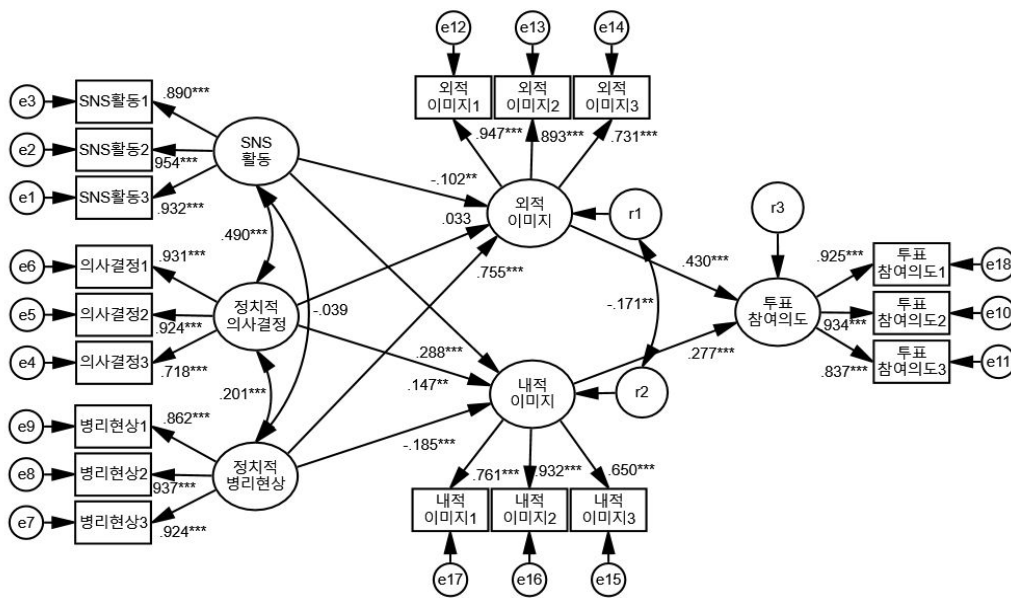 e12
e13
e14
외적
이미지1
외적
이미지2
외적
이미지3
e3
SNS활동1
.890***
e2
SNS활동2
954***
e1
SNS활동3
.932***
SNS
활동
.947***
893***
.731***
-.102**
외적
이미지
r1
r3
.490***
.033
.755***
.430***
e6
의사결정1
.931***
e5
의사결정2
.924***
e4
의사결정3
.718***
정치적
의사결정
-.039
-.171**
투표
참여의도
.925***
투표
참여의도1
e18
934***
투표
참여의도2
e10
.837***
투표
참여의도3
e11
.288***
.147**
.277***
.201***
내적
이미지
r2
e9
병리현상1
.862***
e8
병리현상2
937***
e7
병리현상3
.924***
정치적
병리현상
-.185***
.761***
.932***
.650***
내적
이미지1
내적
이미지2
내적
이미지3
e17
e16
e15